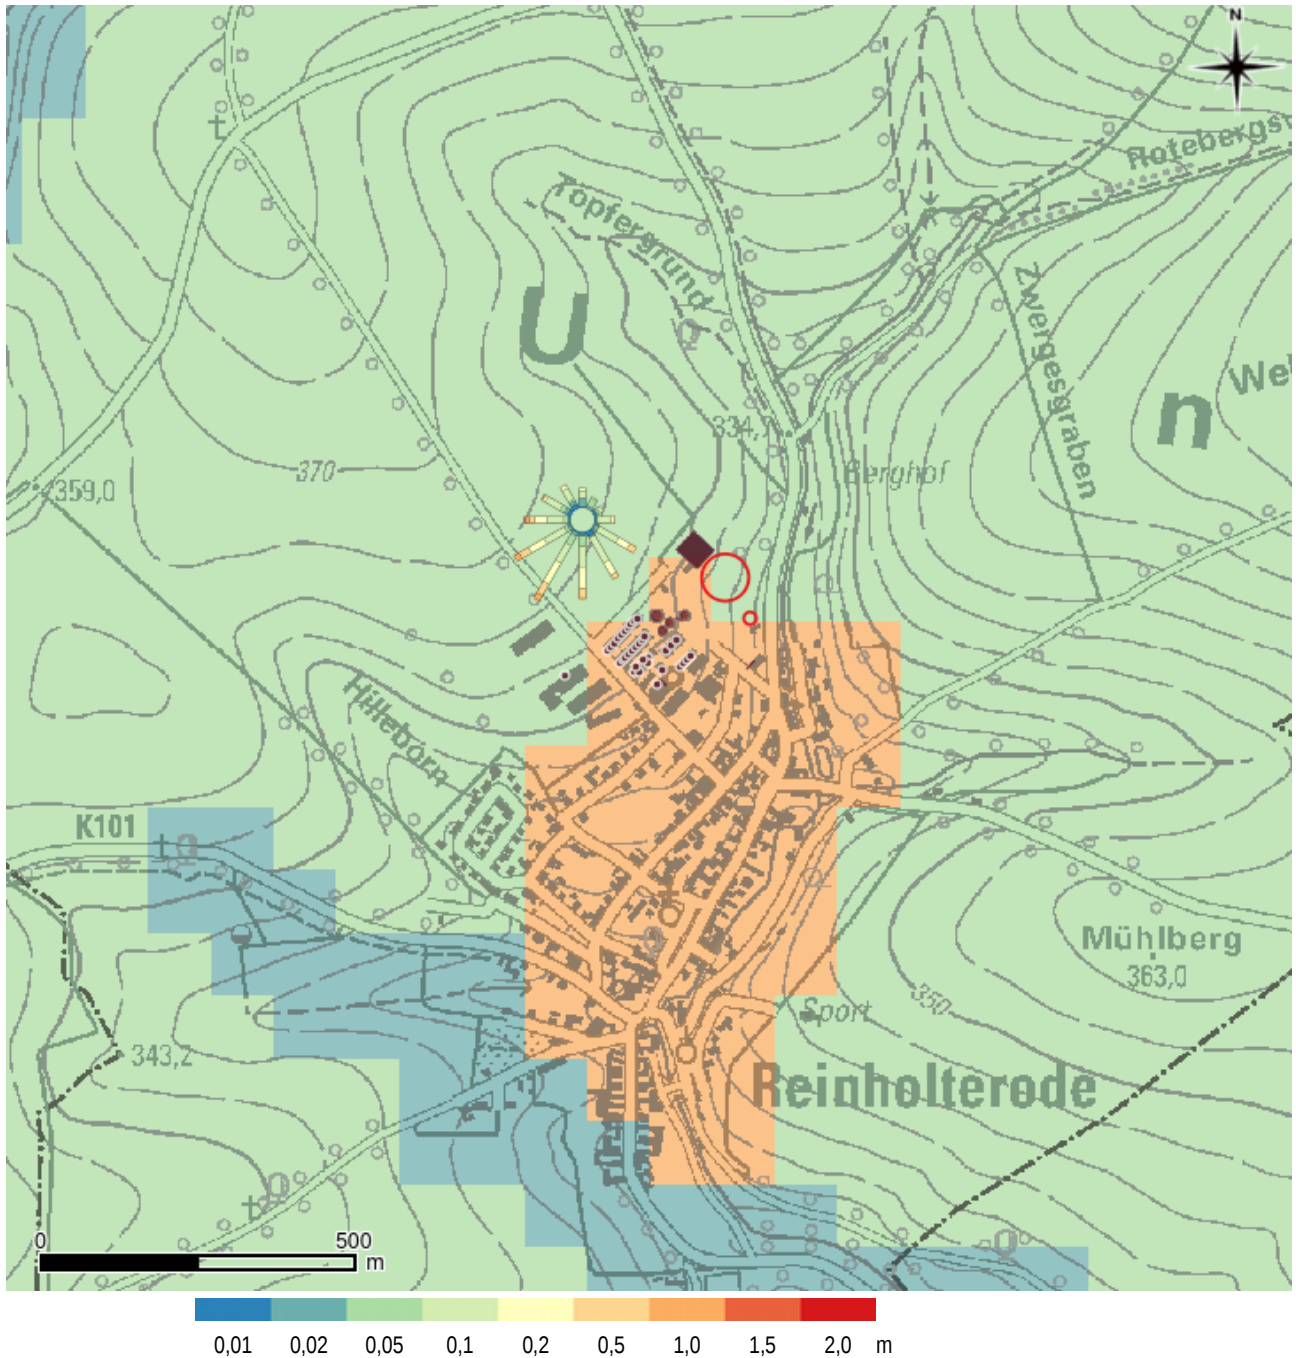 N
Rotebergs
Töpfergrund
U
Zwergesgraben
We
n
334,
Berghof
370
359,0
Hilleborn
K101
Mühlberg
363,0
350
Sport
343,2
Reinholterode
0 500
m
0,01 0,02 0,05 0,1 0,2 0,5 1,0 1,5 2,0 m